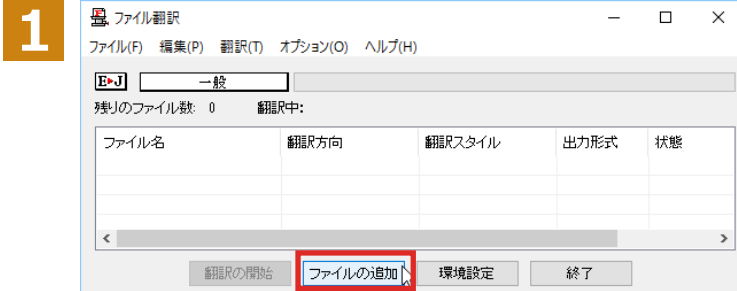 1
ファイル翻訳
ファイル(F) 編集(P) 翻訳(T) オプション(O) ヘルプ(H)
E▸J 一般
残りのファイル数: 0 翻訳中:
ファイル名 翻訳方向 翻訳スタイル 出力形式 状態
翻訳の開始 ファイルの追加 環境設定 終了